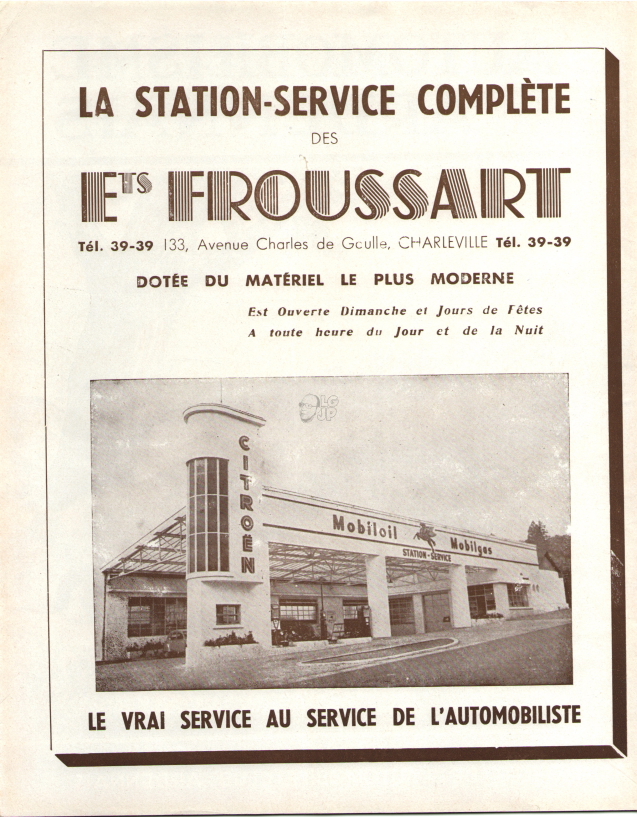 LA STATION-SERVICE COMPLÈTE
DES
Ets FROUSSART
Tél. 39-39 133, Avenue Charles de Gaulle, CHARLEVILLE Tél. 39-39
DOTÉE DU MATÉRIEL LE PLUS MODERNE
Est Ouverte Dimanche et Jours de Fêtes
A toute heure du Jour et de la Nuit
LG
JP
CITROËN
Mobiloil Mobilgas
STATION-SERVICE
LE VRAI SERVICE AU SERVICE DE L'AUTOMOBILISTE